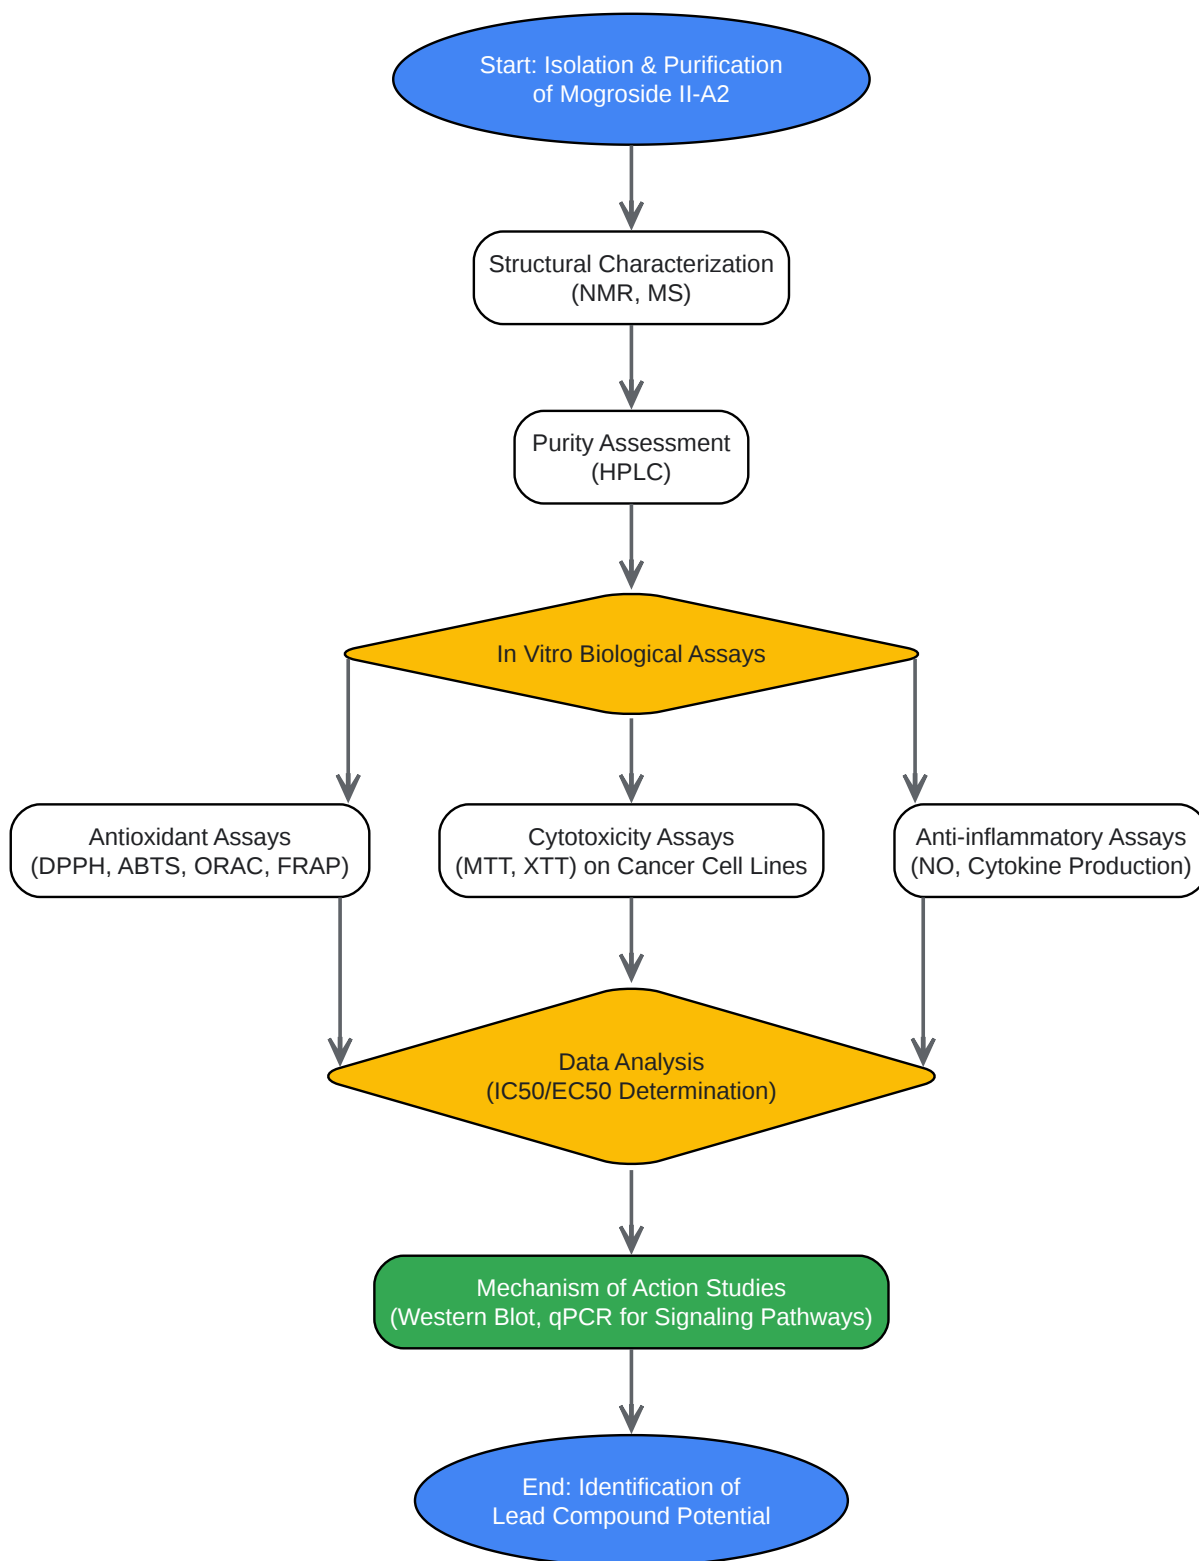 Start: Isolation & Purification
of Mogroside II-A2
Structural Characterization
(NMR, MS)
Purity Assessment
(HPLC)
In Vitro Biological Assays
Antioxidant Assays
(DPPH, ABTS, ORAC, FRAP)
Cytotoxicity Assays
(MTT, XTT) on Cancer Cell Lines
Anti-inflammatory Assays
(NO, Cytokine Production)
Data Analysis
(IC50/EC50 Determination)
Mechanism of Action Studies
(Western Blot, qPCR for Signaling Pathways)
End: Identification of
Lead Compound Potential